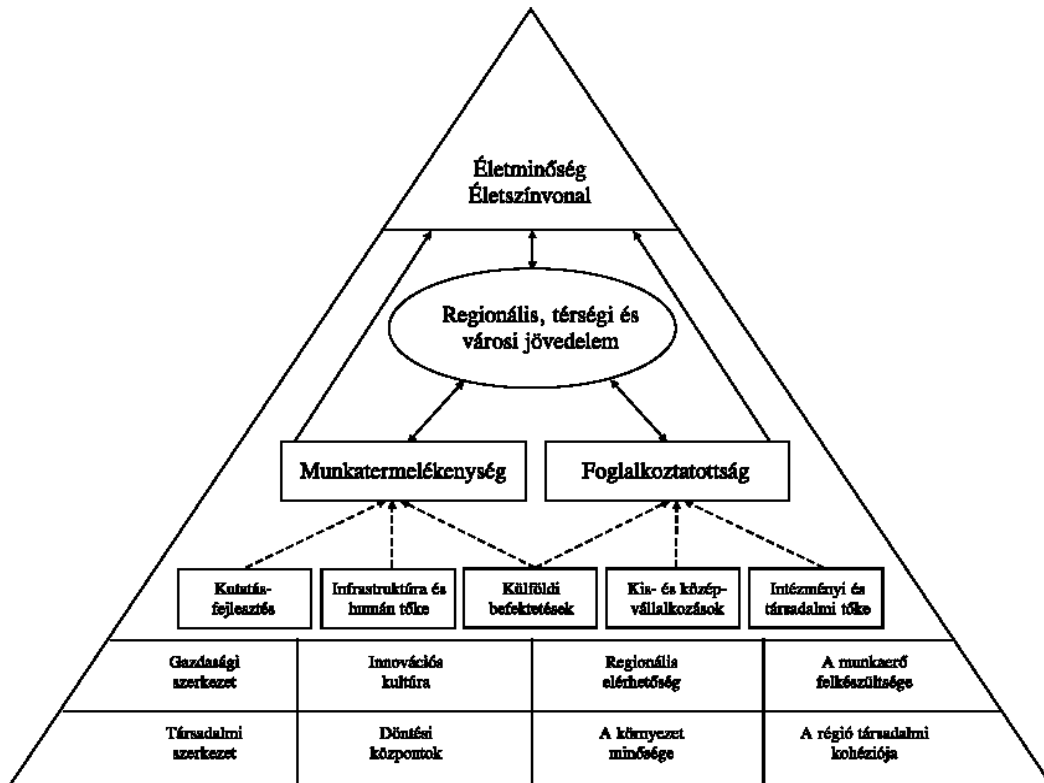 Életminőség
Életszínvonal
Regionális, térségi és
városi jövedelem
Munkatermelékenység
Foglalkoztatottság
Kutatás-
fejlesztés
Infrastruktúra és
humán tőke
Külföldi
befektetések
Kis- és közép-
vállalkozások
Intézményi és
társadalmi tőke
Gazdasági
szerkezet
Innovációs
kultúra
Regionális
elérhetőség
A munkaerő
felkészültsége
Társadalmi
szerkezet
Döntési
központok
A környezet
minősége
A régió társadalmi
kohéziója